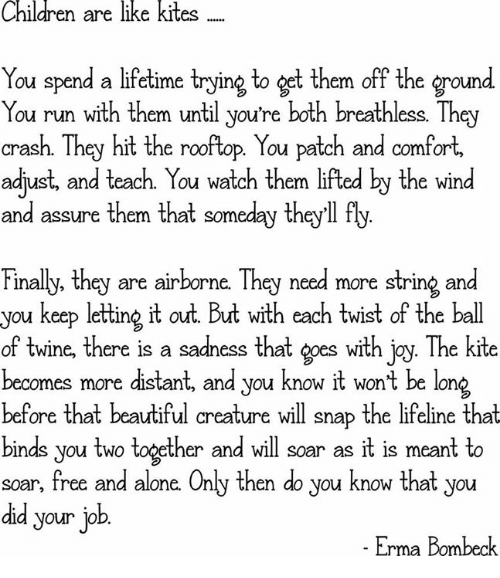 Children are like kites ......
You spend a lifetime trying to get them off the ground.
You run with them until you're both breathless. They
crash. They hit the rooftop. You patch and comfort,
adjust, and teach. You watch them lifted by the wind
and assure them that someday they'll fly.
Finally, they are airborne. They need more string and
you keep letting it out. But with each twist of the ball
of twine, there is a sadness that goes with joy. The kite
becomes more distant, and you know it won't be long
before that beautiful creature will snap the lifeline that
binds you two together and will soar as it is meant to
soar, free and alone. Only then do you know that you
did your job.
- Erma Bombeck